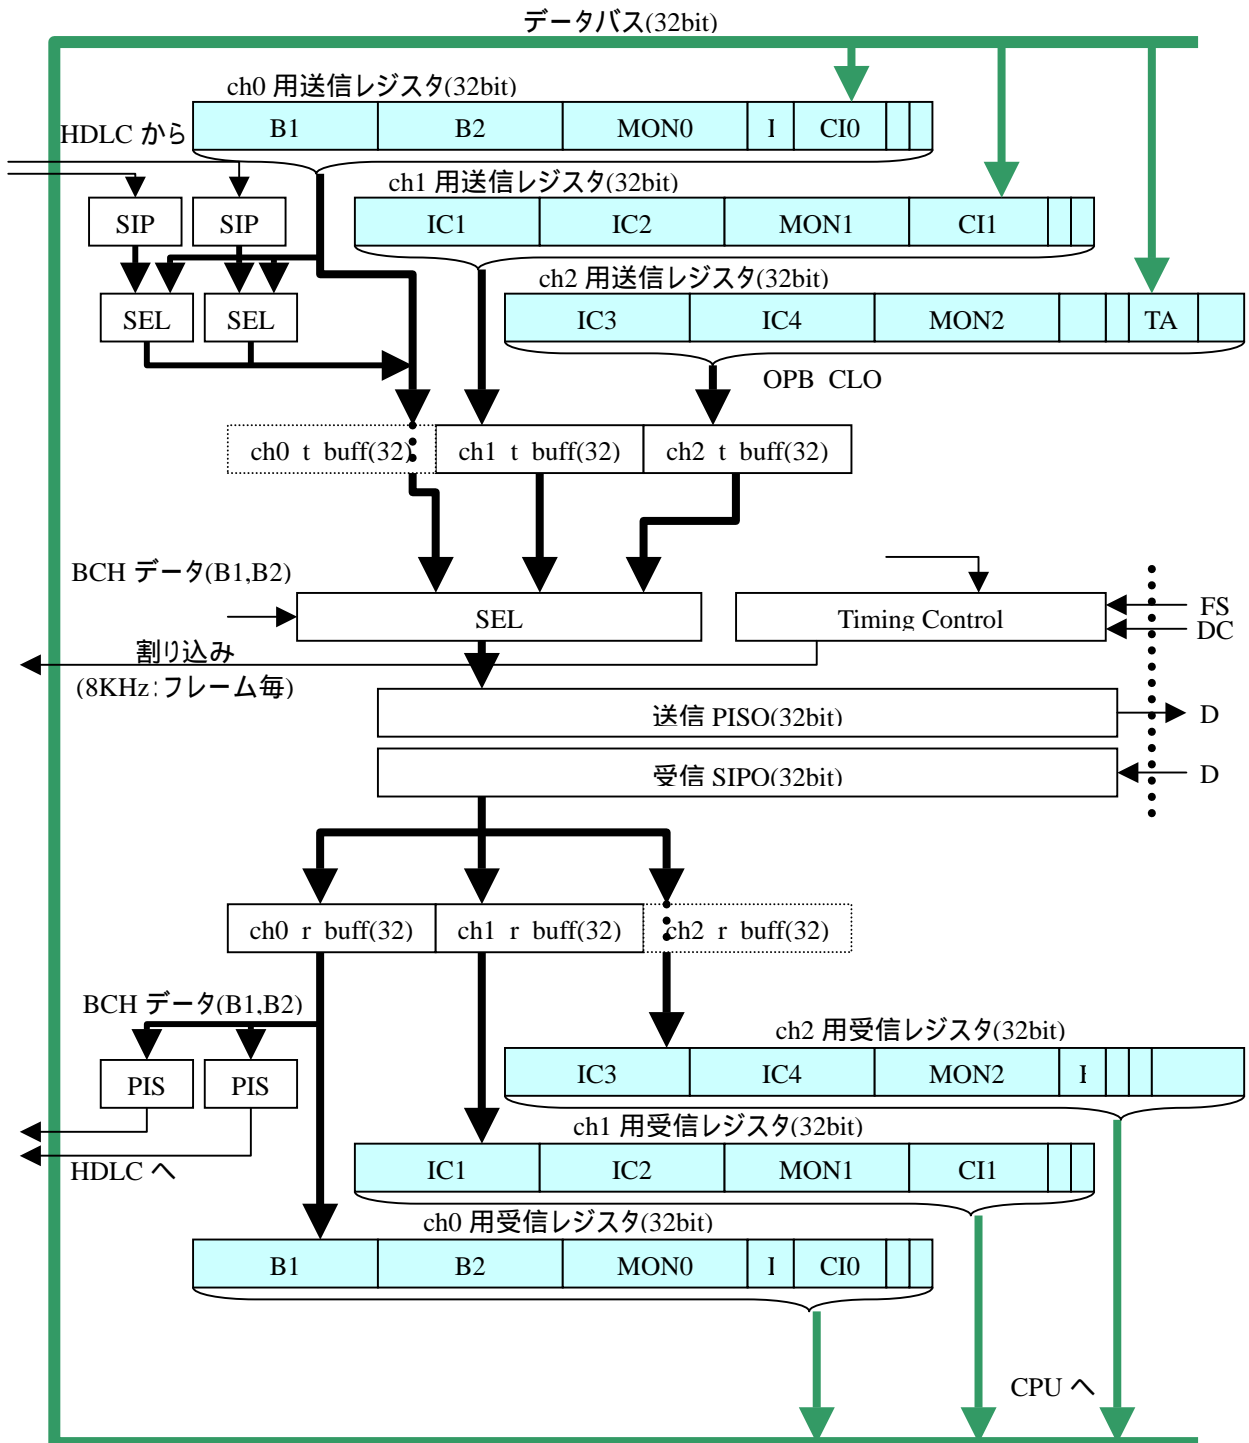 データバス(32bit)
ch0 用送信レジスタ(32bit)
HDLC から
B1 B2 MON0 I CI0
ch1 用送信レジスタ(32bit)
SIP SIP
IC1 IC2 MON1 CI1
ch2 用送信レジスタ(32bit)
SEL SEL
IC3 IC4 MON2 TA
OPB CLO
ch0 t buff(32) ch1 t buff(32) ch2 t buff(32)
BCH データ(B1,B2)
SEL
Timing Control
FS
DC
割り込み
(8KHz:フレーム毎)
送信 PISO(32bit)
D
受信 SIPO(32bit)
D
ch0 r buff(32) ch1 r buff(32) ch2 r buff(32)
BCH データ(B1,B2)
ch2 用受信レジスタ(32bit)
PIS PIS
IC3 IC4 MON2
ch1 用受信レジスタ(32bit)
HDLC へ
IC1 IC2 MON1 CI1
ch0 用受信レジスタ(32bit)
B1 B2 MON0 I CI0
CPU へ